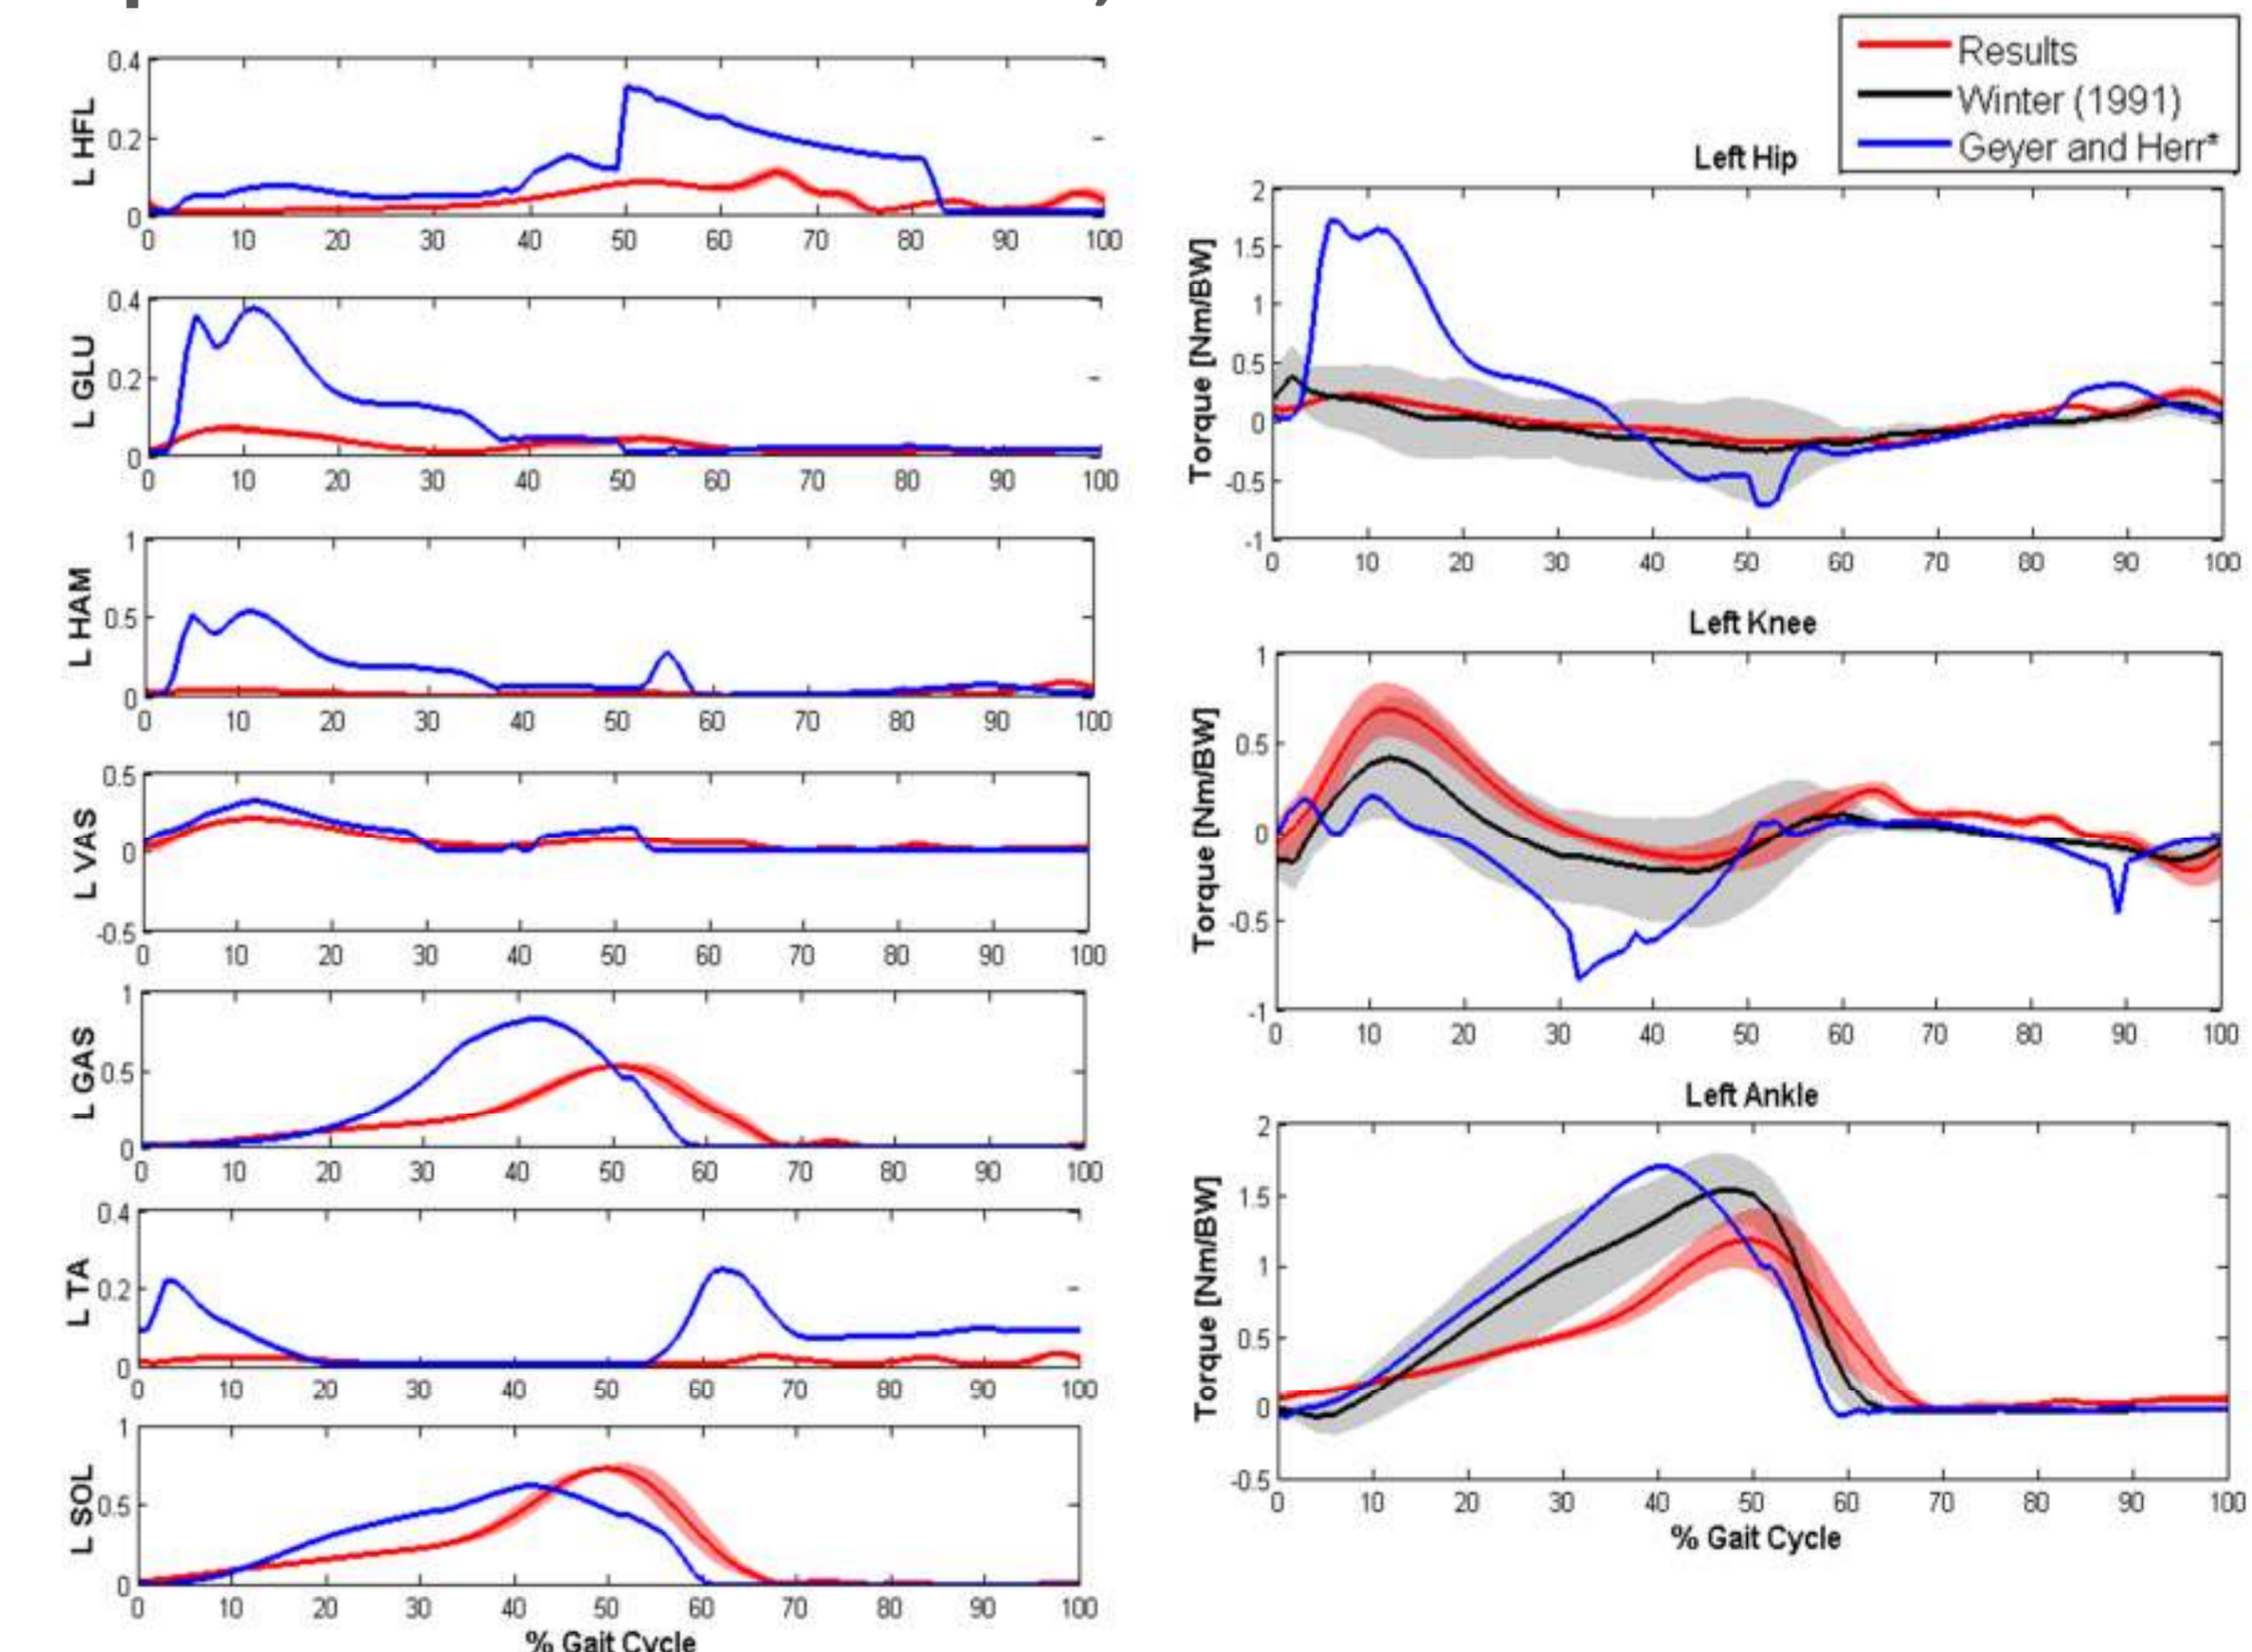 Results
Winter (1991)
Geyer and Herr*
L HFL
0.4
0.2
0
0 10 20 30 40 50 60 70 80 90 100
L GLU
0.4
0.2
0
0 10 20 30 40 50 60 70 80 90 100
L HAM
1
0.5
0
0 10 20 30 40 50 60 70 80 90 100
L VAS
0.5
0
-0.5
0 10 20 30 40 50 60 70 80 90 100
L GAS
1
0.5
0
0 10 20 30 40 50 60 70 80 90 100
L TA
0.4
0.2
0
0 10 20 30 40 50 60 70 80 90 100
L SOL
1
0.5
0
0 10 20 30 40 50 60 70 80 90 100
% Gait Cycle
Left Hip
Torque [Nm/BW]
2
1.5
1
0.5
0
-0.5
-1
0 10 20 30 40 50 60 70 80 90 100
Left Knee
Torque [Nm/BW]
1
0.5
0
-0.5
-1
0 10 20 30 40 50 60 70 80 90 100
Left Ankle
Torque [Nm/BW]
2
1.5
1
0.5
0
-0.5
0 10 20 30 40 50 60 70 80 90 100
% Gait Cycle